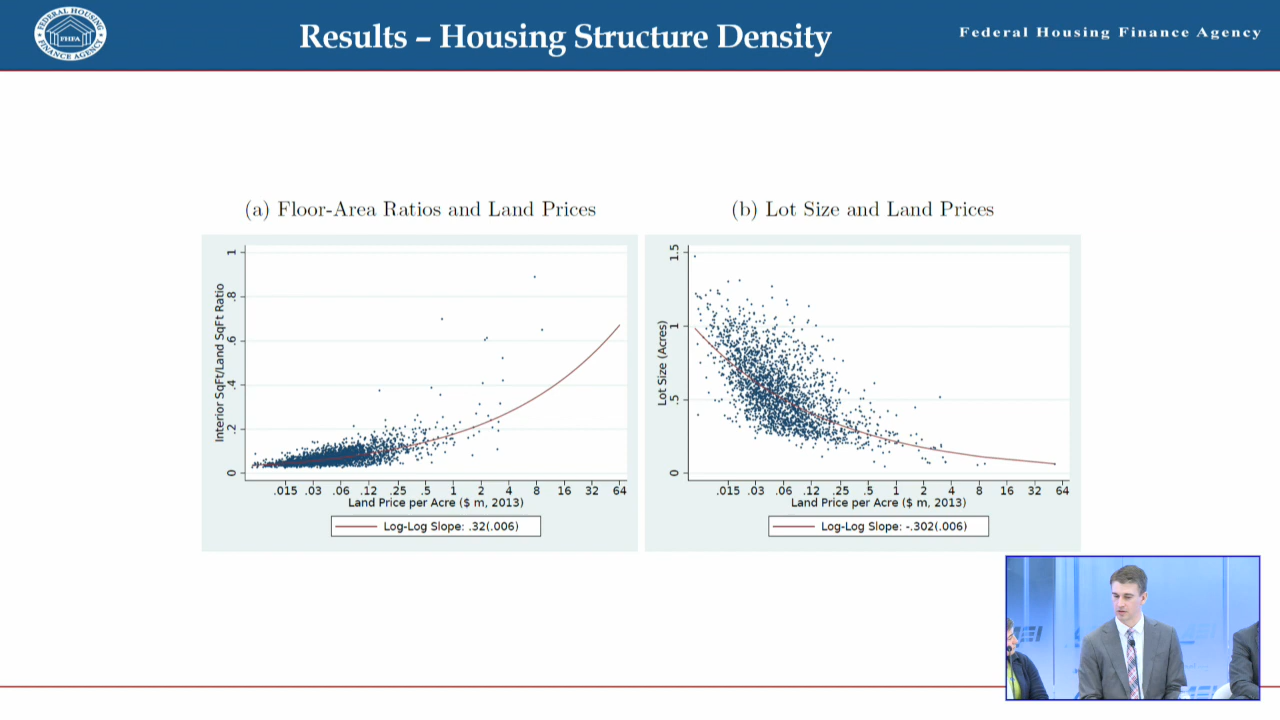 FEDERAL HOUSING
FHFA
FINANCE AGENCY
Results – Housing Structure Density
Federal Housing Finance Agency
(a) Floor-Area Ratios and Land Prices
Interior SqFt/Land SqFt Ratio
1
.8
.6
.4
.2
0
.015 .03 .06 .12 .25 .5 1 2 4 8 16 32 64
Land Price per Acre ($ m, 2013)
Log-Log Slope: .32(.006)
(b) Lot Size and Land Prices
Lot Size (Acres)
1.5
1
.5
0
.015 .03 .06 .12 .25 .5 1 2 4 8 16 32 64
Land Price per Acre ($ m, 2013)
Log-Log Slope: -.302(.006)